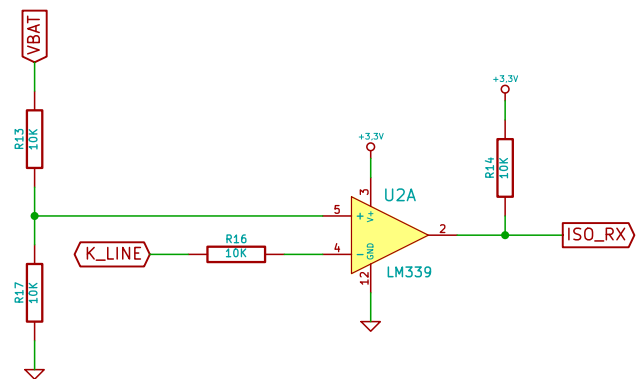 VBAT
R13
10K
R17
10K
K_LINE
R16
10K
+3,3V
3
V+
U2A
5
+
4
-
GND
12
LM339
2
+3,3V
R14
10K
ISO_RX